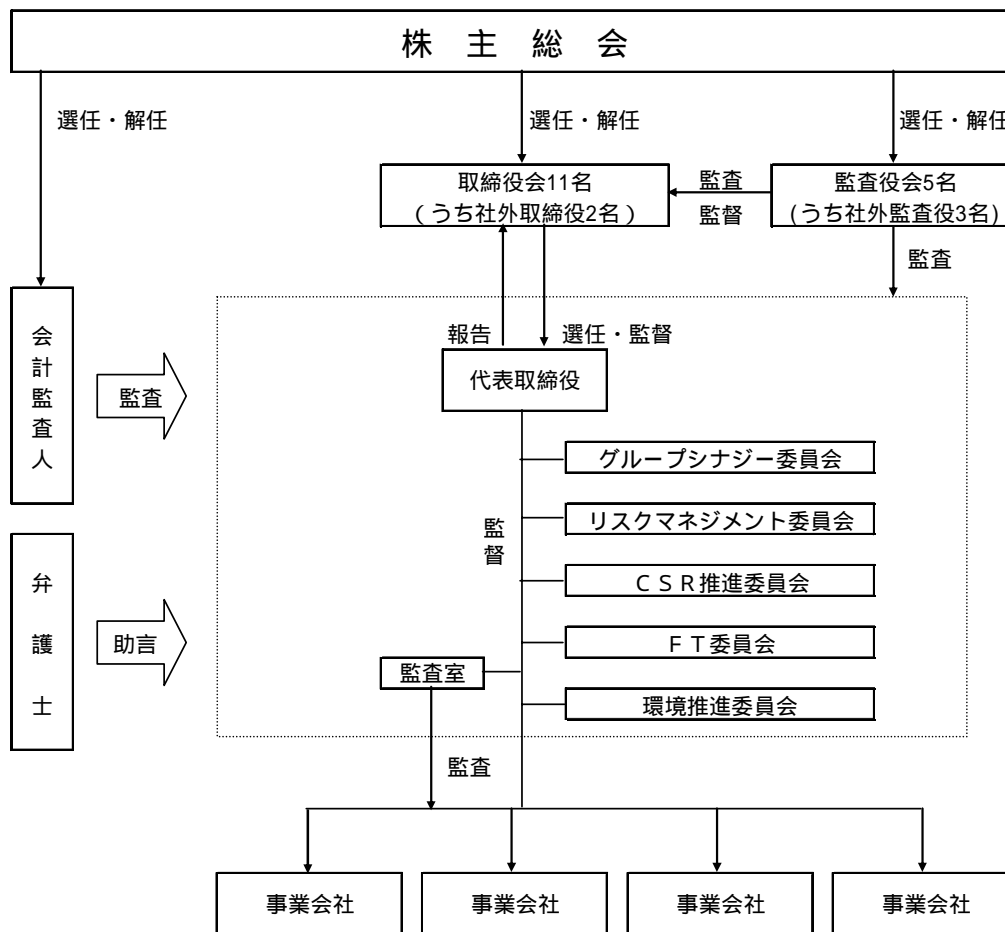 株 主 総 会
選任・解任
選任・解任
選任・解任
取締役会11名
（うち社外取締役2名）
監査
監督
監査役会5名
(うち社外監査役3名)
監査
会計監査人
監査
報告
選任・監督
代表取締役
グループシナジー委員会
リスクマネジメント委員会
監督
ＣＳＲ推進委員会
弁護士
助言
ＦＴ委員会
監査室
環境推進委員会
監査
事業会社
事業会社
事業会社
事業会社